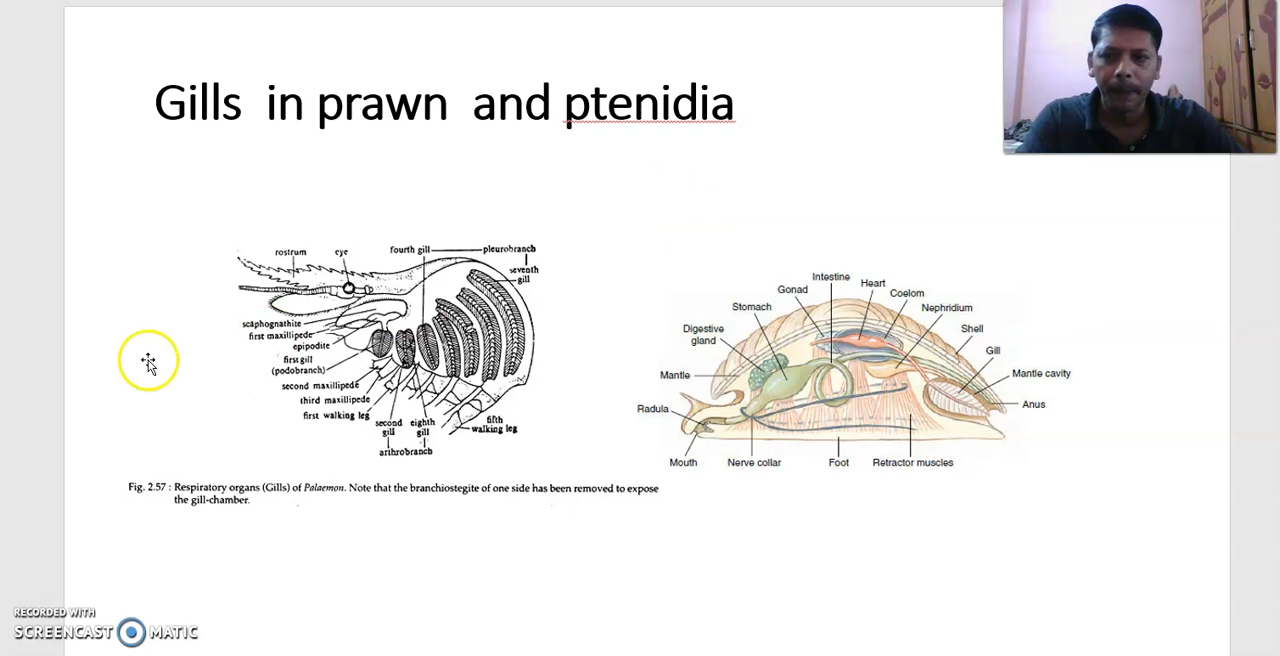 Gills in prawn and ptenidia
rostrum
eye
fourth gill
pleurobranch
seventh
gill
scaphognathite
first maxillipede
epipodite
first gill
(podobranch)
second maxillipede
third maxillipede
first walling leg
second
gill
eighth
gill
arthrobranch
fifth
walking leg
Fig. 2.57 : Respiratory organs (Gills) of Palaemon. Note that the branchiostegite of one side has been removed to expose
the gill-chamber.
Intestine
Gonad
Heart
Coelom
Stomach
Nephridium
Digestive
gland
Shell
Gill
Mantle
Mantle cavity
Radula
Anus
Mouth
Nerve collar
Foot
Retractor muscles
RECORDED WITH
SCREENCAST MATIC